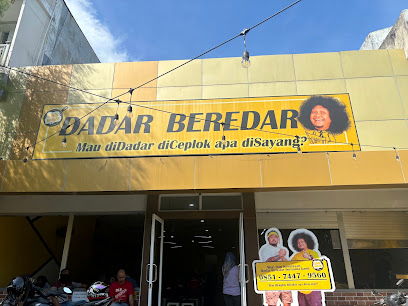 DADAR BEREDAR
Mau diDadar diCeplok apa diSayang?
0851-7447-9560